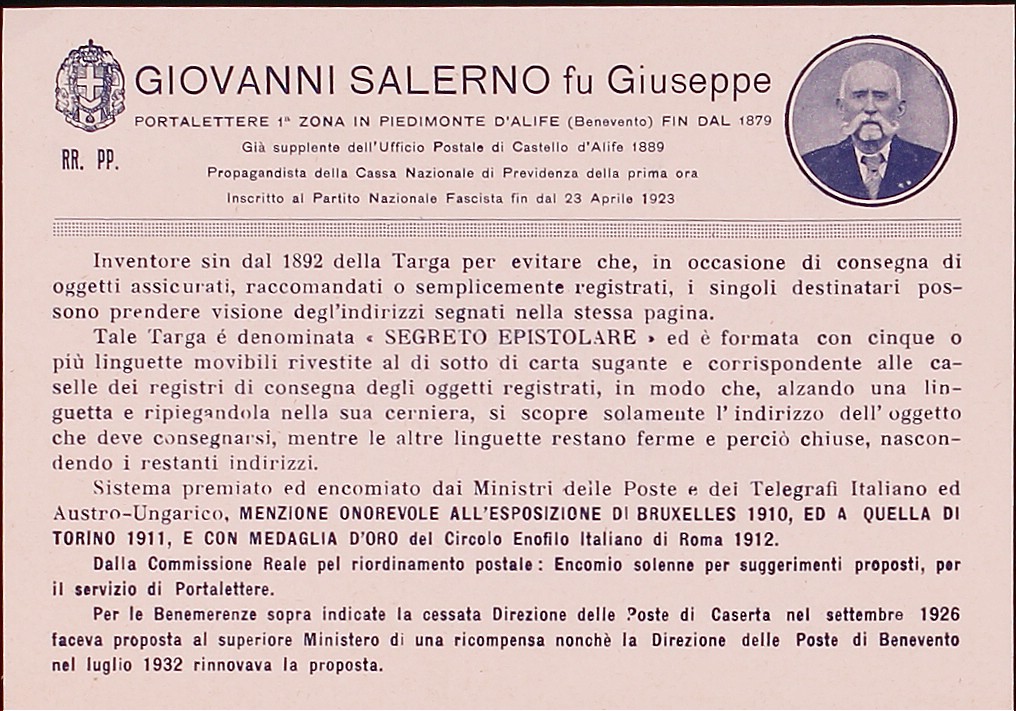 GIOVANNI SALERNO fu Giuseppe
PORTALETTERE 1ª ZONA IN PIEDIMONTE D'ALIFE (Benevento) FIN DAL 1879
RR. PP.
Già supplente dell'Ufficio Postale di Castello d'Alife 1889
Propagandista della Cassa Nazionale di Previdenza della prima ora
Inscritto al Partito Nazionale Fascista fin dal 23 Aprile 1923
Inventore sin dal 1892 della Targa per evitare che, in occasione di consegna di
oggetti assicurati, raccomandati o semplicemente registrati, i singoli destinatari pos-
sono prendere visione degl'indirizzi segnati nella stessa pagina.
Tale Targa é denominata « SEGRETO EPISTOLARE » ed è formata con cinque o
più linguette movibili rivestite al di sotto di carta sugante e corrispondente alle ca-
selle dei registri di consegna degli oggetti registrati, in modo che, alzando una lin-
guetta e ripiegandola nella sua cerniera, si scopre solamente l' indirizzo dell' oggetto
che deve consegnarsi, mentre le altre linguette restano ferme e perciò chiuse, nascon-
dendo i restanti indirizzi.
Sistema premiato ed encomiato dai Ministri delle Poste e dei Telegrafi Italiano ed
Austro-Ungarico, MENZIONE ONOREVOLE ALL'ESPOSIZIONE DI BRUXELLES 1910, ED A QUELLA DI
TORINO 1911, E CON MEDAGLIA D'ORO del Circolo Enofilo Italiano di Roma 1912.
Dalla Commissione Reale pel riordinamento postale : Encomio solenne per suggerimenti proposti, per
il servizio di Portalettere.
Per le Benemerenze sopra indicate la cessata Direzione delle Poste di Caserta nel settembre 1926
faceva proposta al superiore Ministero di una ricompensa nonchè la Direzione delle Poste di Benevento
nel luglio 1932 rinnovava la proposta.